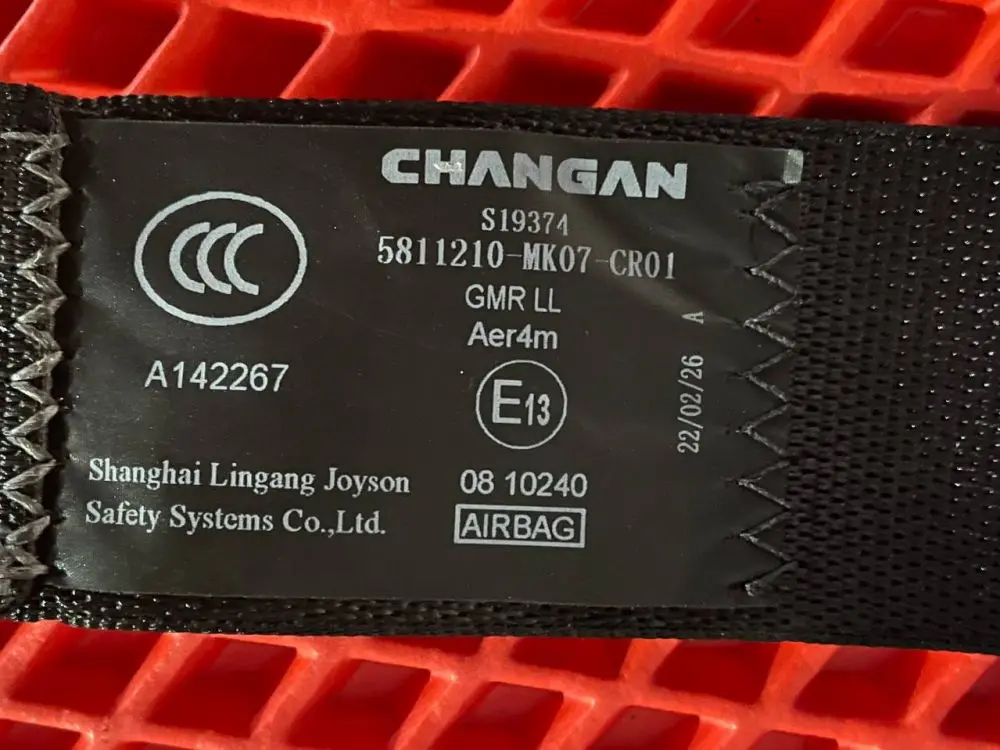 CHANGAN
S19374
5811210-MK07-CR01
GMR LL
Aer4m
E13
08 10240
AIRBAG
CCC
A142267
Shanghai Lingang Joyson
Safety Systems Co.,Ltd.
22/02/26 A